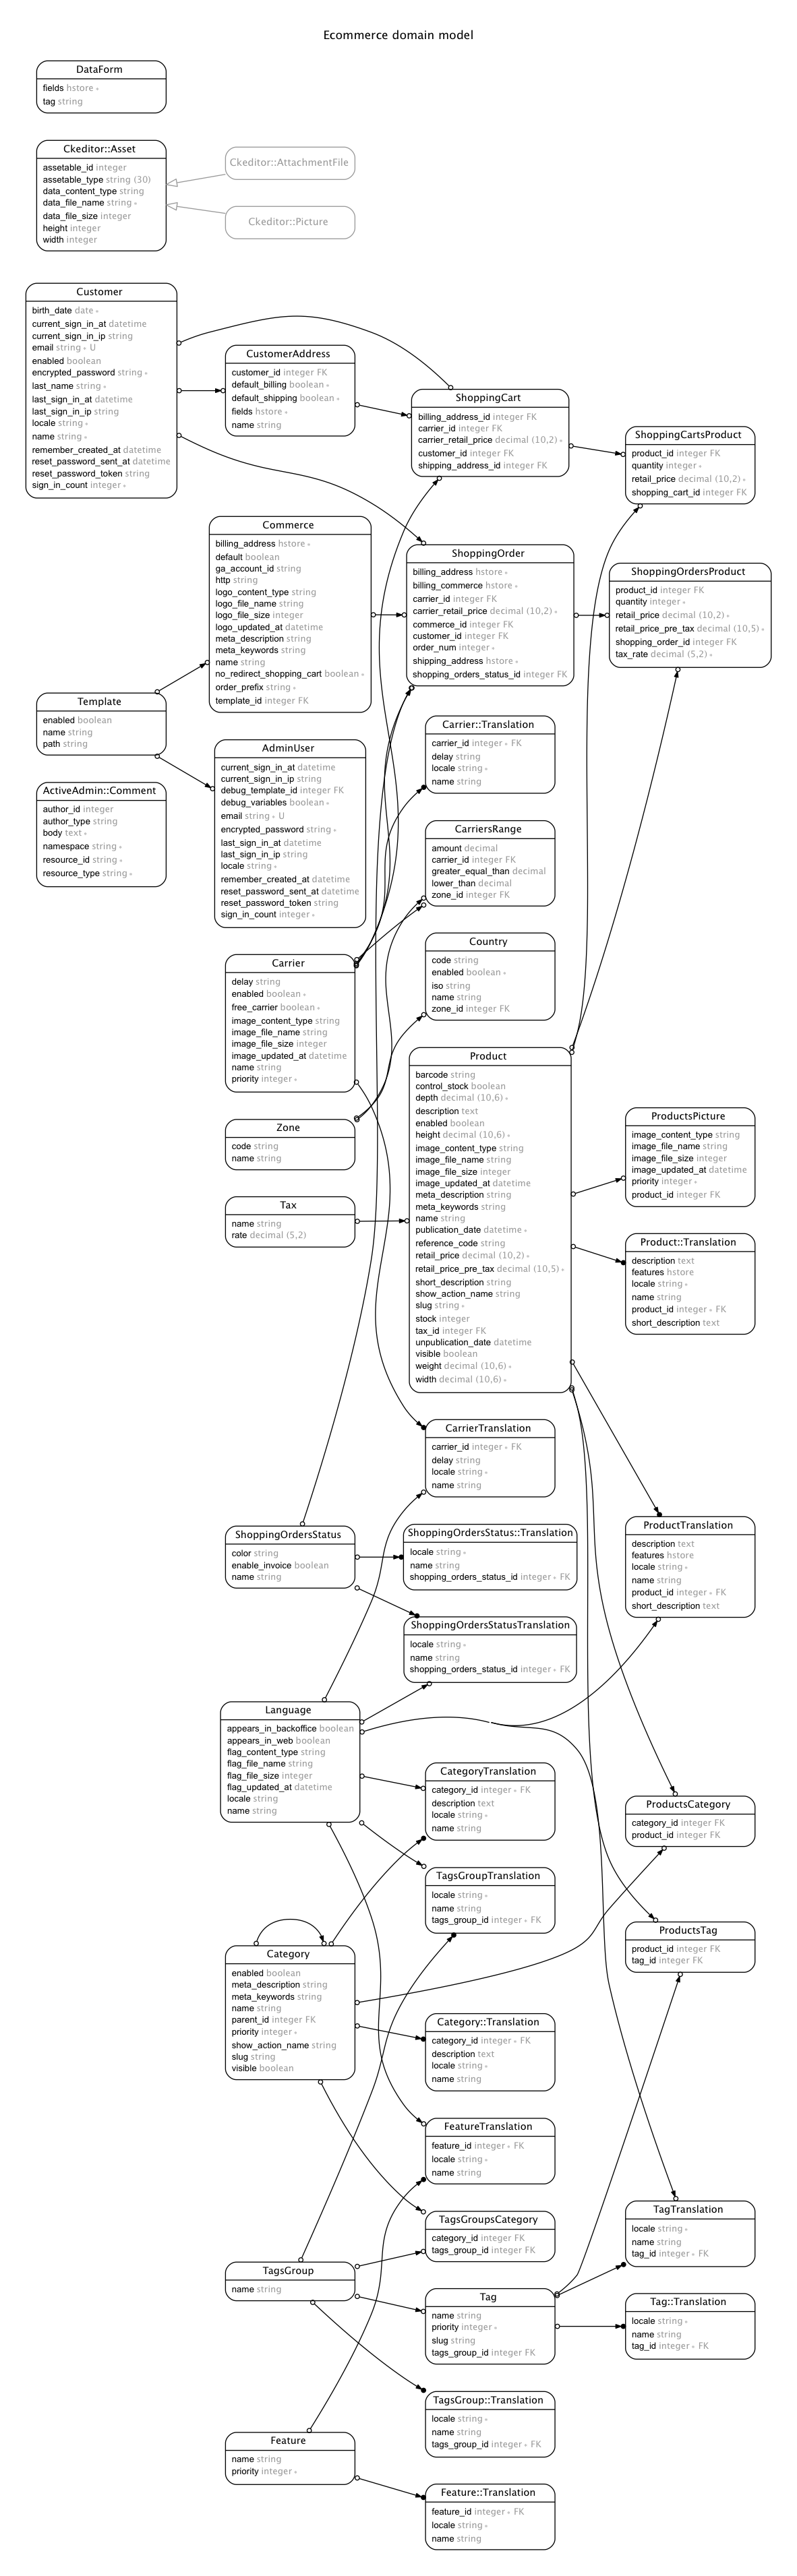 Ecommerce domain model
DataForm
fields hstore *
tag string
Ckeditor::Asset
assetable_id integer
assetable_type string (30)
data_content_type string
data_file_name string *
data_file_size integer
height integer
width integer
Ckeditor::AttachmentFile
Ckeditor::Picture
Customer
birth_date date *
current_sign_in_at datetime
current_sign_in_ip string
email string * U
enabled boolean
encrypted_password string *
last_name string *
last_sign_in_at datetime
last_sign_in_ip string
locale string *
name string *
remember_created_at datetime
reset_password_sent_at datetime
reset_password_token string
sign_in_count integer *
CustomerAddress
customer_id integer FK
default_billing boolean *
default_shipping boolean *
fields hstore *
name string
ShoppingCart
billing_address_id integer FK
carrier_id integer FK
carrier_retail_price decimal (10,2) *
customer_id integer FK
shipping_address_id integer FK
ShoppingCartsProduct
product_id integer FK
quantity integer *
retail_price decimal (10,2) *
shopping_cart_id integer FK
Commerce
billing_address hstore *
default boolean
ga_account_id string
http string
logo_content_type string
logo_file_name string
logo_file_size integer
logo_updated_at datetime
meta_description string
meta_keywords string
name string
no_redirect_shopping_cart boolean *
order_prefix string *
template_id integer FK
ShoppingOrder
billing_address hstore *
billing_commerce hstore *
carrier_id integer FK
carrier_retail_price decimal (10,2) *
commerce_id integer FK
customer_id integer FK
order_num integer *
shipping_address hstore *
shopping_orders_status_id integer FK
ShoppingOrdersProduct
product_id integer FK
quantity integer *
retail_price decimal (10,2) *
retail_price_pre_tax decimal (10,5) *
shopping_order_id integer FK
tax_rate decimal (5,2) *
Template
enabled boolean
name string
path string
ActiveAdmin::Comment
author_id integer
author_type string
body text *
namespace string *
resource_id string *
resource_type string *
AdminUser
current_sign_in_at datetime
current_sign_in_ip string
debug_template_id integer FK
debug_variables boolean *
email string * U
encrypted_password string *
last_sign_in_at datetime
last_sign_in_ip string
locale string *
remember_created_at datetime
reset_password_sent_at datetime
reset_password_token string
sign_in_count integer *
Carrier::Translation
carrier_id integer * FK
delay string
locale string *
name string
CarriersRange
amount decimal
carrier_id integer FK
greater_equal_than decimal
lower_than decimal
zone_id integer FK
Country
code string
enabled boolean *
iso string
name string
zone_id integer FK
Carrier
delay string
enabled boolean *
free_carrier boolean *
image_content_type string
image_file_name string
image_file_size integer
image_updated_at datetime
name string
priority integer *
Zone
code string
name string
Tax
name string
rate decimal (5,2)
Product
barcode string
control_stock boolean
depth decimal (10,6) *
description text
enabled boolean
height decimal (10,6) *
image_content_type string
image_file_name string
image_file_size integer
image_updated_at datetime
meta_description string
meta_keywords string
name string
publication_date datetime *
reference_code string
retail_price decimal (10,2) *
retail_price_pre_tax decimal (10,5) *
short_description string
show_action_name string
slug string *
stock integer
tax_id integer FK
unpublication_date datetime
visible boolean
weight decimal (10,6) *
width decimal (10,6) *
ProductsPicture
image_content_type string
image_file_name string
image_file_size integer
image_updated_at datetime
priority integer *
product_id integer FK
Product::Translation
description text
features hstore
locale string *
name string
product_id integer * FK
short_description text
CarrierTranslation
carrier_id integer * FK
delay string
locale string *
name string
ShoppingOrdersStatus
color string
enable_invoice boolean
name string
ShoppingOrdersStatus::Translation
locale string *
name string
shopping_orders_status_id integer * FK
ShoppingOrdersStatusTranslation
locale string *
name string
shopping_orders_status_id integer * FK
ProductTranslation
description text
features hstore
locale string *
name string
product_id integer * FK
short_description text
Language
appears_in_backoffice boolean
appears_in_web boolean
flag_content_type string
flag_file_name string
flag_file_size integer
flag_updated_at datetime
locale string
name string
CategoryTranslation
category_id integer * FK
description text
locale string *
name string
ProductsCategory
category_id integer FK
product_id integer FK
TagsGroupTranslation
locale string *
name string
tags_group_id integer * FK
ProductsTag
product_id integer FK
tag_id integer FK
Category
enabled boolean
meta_description string
meta_keywords string
name string
parent_id integer FK
priority integer *
show_action_name string
slug string
visible boolean
Category::Translation
category_id integer * FK
description text
locale string *
name string
FeatureTranslation
feature_id integer * FK
locale string *
name string
TagsGroupsCategory
category_id integer FK
tags_group_id integer FK
TagTranslation
locale string *
name string
tag_id integer * FK
TagsGroup
name string
Tag
name string
priority integer *
slug string
tags_group_id integer FK
Tag::Translation
locale string *
name string
tag_id integer * FK
TagsGroup::Translation
locale string *
name string
tags_group_id integer * FK
Feature
name string
priority integer *
Feature::Translation
feature_id integer * FK
locale string *
name string